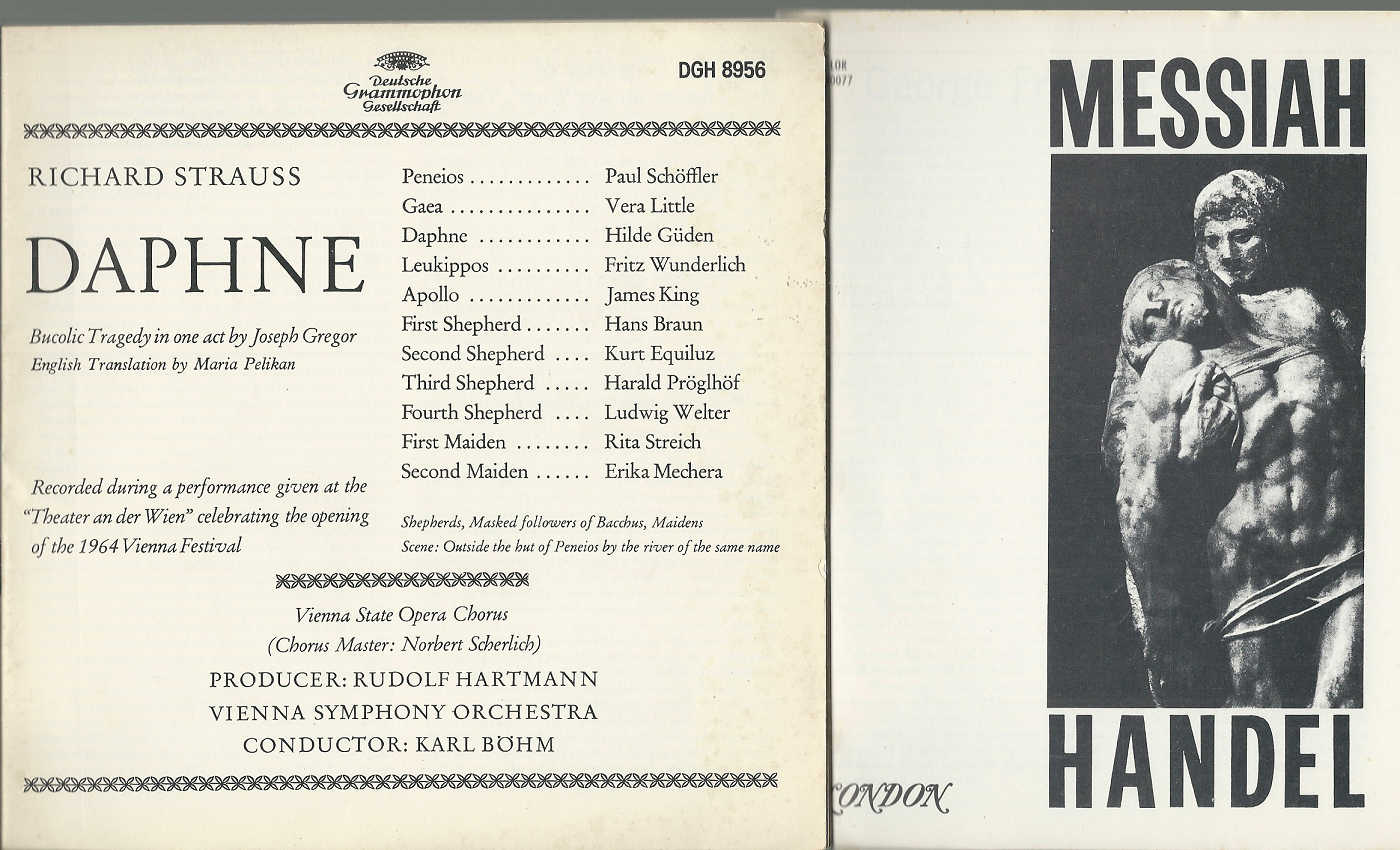 Deutsche
Grammophon
Gesellschaft
DGH 8956
RICHARD STRAUSS
DAPHNE
Bucolic Tragedy in one act by Joseph Gregor
English Translation by Maria Pelikan
Recorded during a performance given at the
“Theater an der Wien” celebrating the opening
of the 1964 Vienna Festival
Peneios ............. Paul Schöffler
Gaea ............... Vera Little
Daphne ............ Hilde Güden
Leukippos .......... Fritz Wunderlich
Apollo ............. James King
First Shepherd ....... Hans Braun
Second Shepherd .... Kurt Equiluz
Third Shepherd ..... Harald Pröglhöf
Fourth Shepherd .... Ludwig Welter
First Maiden ........ Rita Streich
Second Maiden ...... Erika Mechera
Shepherds, Masked followers of Bacchus, Maidens
Scene: Outside the hut of Peneios by the river of the same name
Vienna State Opera Chorus
(Chorus Master: Norbert Scherlich)
PRODUCER: RUDOLF HARTMANN
VIENNA SYMPHONY ORCHESTRA
CONDUCTOR: KARL BÖHM
LOR
0077
MESSIAH
HANDEL
LONDON